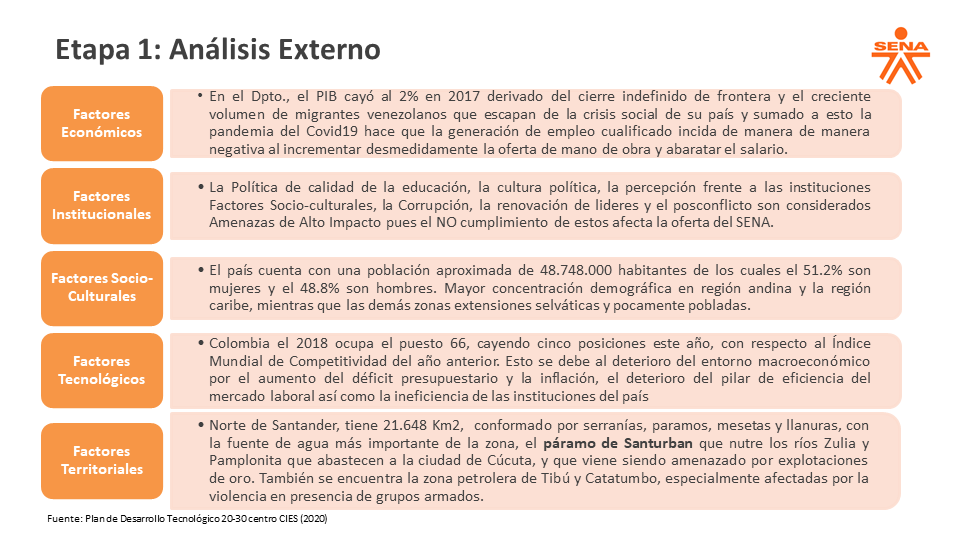 Etapa 1: Análisis Externo
SENA
Factores
Económicos
• En el Dpto., el PIB cayó al 2% en 2017 derivado del cierre indefinido de frontera y el creciente
volumen de migrantes venezolanos que escapan de la crisis social de su país y sumado a esto la
pandemia del Covid19 hace que la generación de empleo cualificado incida de manera de manera
negativa al incrementar desmedidamente la oferta de mano de obra y abaratar el salario.
Factores
Institucionales
• La Política de calidad de la educación, la cultura política, la percepción frente a las instituciones
Factores Socio-culturales, la Corrupción, la renovación de lideres y el posconflicto son considerados
Amenazas de Alto Impacto pues el NO cumplimiento de estos afecta la oferta del SENA.
Factores Socio-
Culturales
• El país cuenta con una población aproximada de 48.748.000 habitantes de los cuales el 51.2% son
mujeres y el 48.8% son hombres. Mayor concentración demográfica en región andina y la región
caribe, mientras que las demás zonas extensiones selváticas y pocamente pobladas.
Factores
Tecnológicos
• Colombia el 2018 ocupa el puesto 66, cayendo cinco posiciones este año, con respecto al Índice
Mundial de Competitividad del año anterior. Esto se debe al deterioro del entorno macroeconómico
por el aumento del déficit presupuestario y la inflación, el deterioro del pilar de eficiencia del
mercado laboral así como la ineficiencia de las instituciones del país
Factores
Territoriales
• Norte de Santander, tiene 21.648 Km2, conformado por serranías, paramos, mesetas y llanuras, con
la fuente de agua más importante de la zona, el páramo de Santurban que nutre los ríos Zulia y
Pamplonita que abastecen a la ciudad de Cúcuta, y que viene siendo amenazado por explotaciones
de oro. También se encuentra la zona petrolera de Tibú y Catatumbo, especialmente afectadas por la
violencia en presencia de grupos armados.
Fuente: Plan de Desarrollo Tecnológico 20-30 centro CIES (2020)